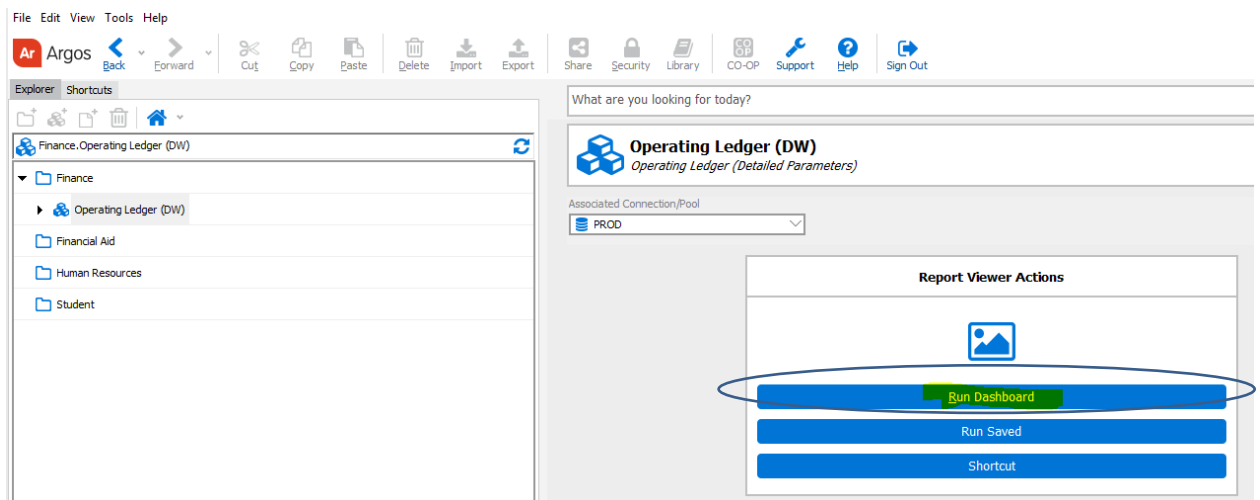 File Edit View Tools Help
Ar Argos Back Forward Cut Copy Paste Delete Import Export Share Security Library CO-OP Support Help Sign Out
Explorer Shortcuts
Finance.Operating Ledger (DW)
Finance
Operating Ledger (DW)
Financial Aid
Human Resources
Student
What are you looking for today?
Operating Ledger (DW)
Operating Ledger (Detailed Parameters)
Associated Connection/Pool
PROD
Report Viewer Actions
Run Dashboard
Run Saved
Shortcut